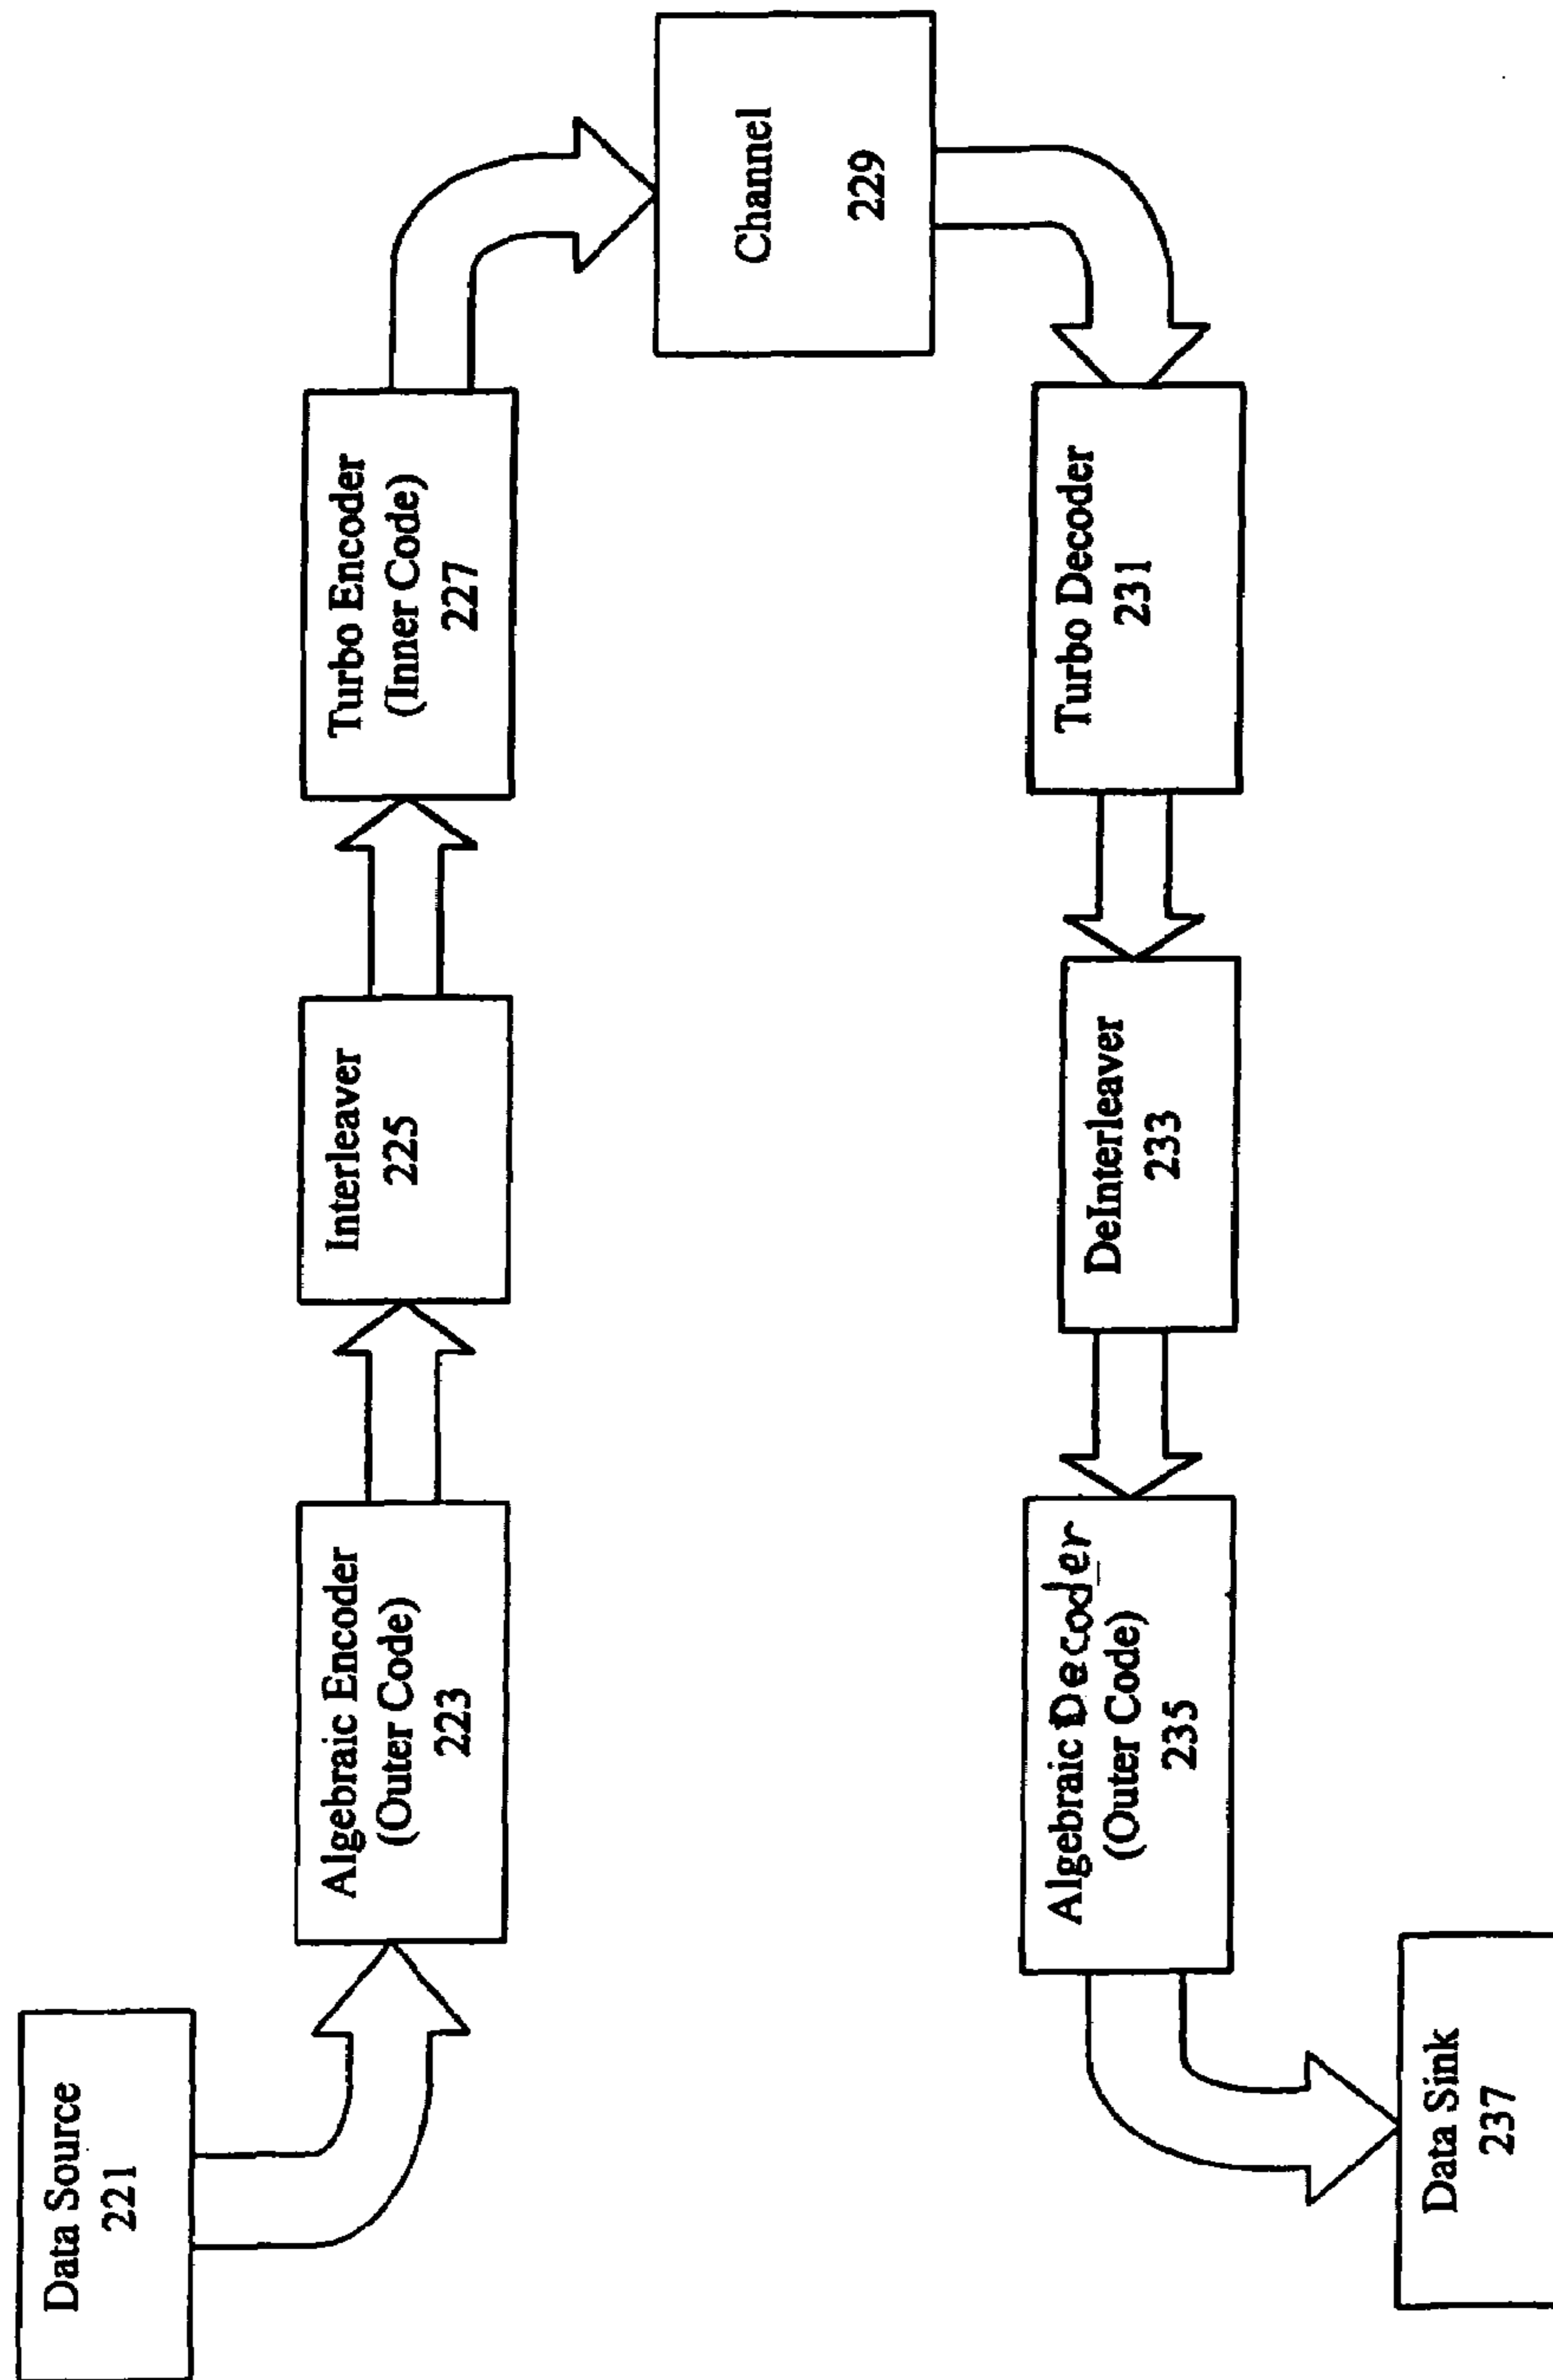 Data Source
221
Algebraic Encoder
(Outer Code)
223
Interleaver
225
Turbo Encoder
(Inner Code)
227
Channel
229
Turbo Decoder
231
DeInterleaver
233
Algebraic Decoder
(Outer Code)
235
Data Sink
237